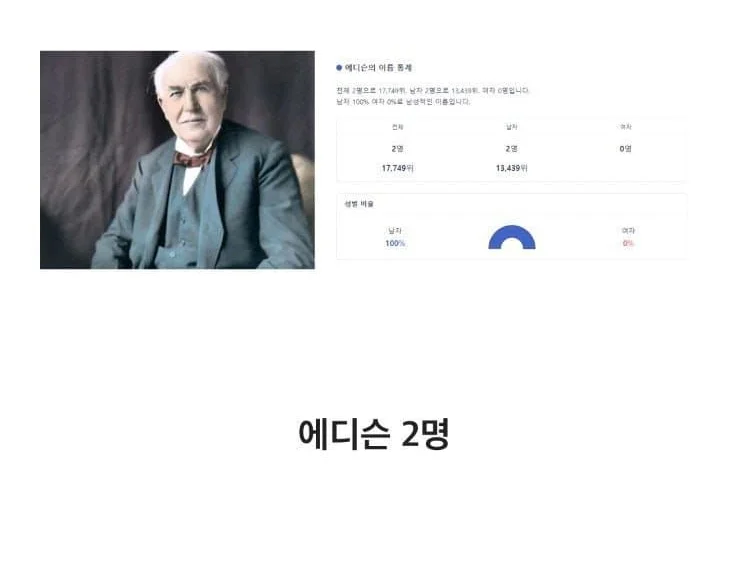 에디슨의 이름 통계
전체 2명으로 17,749위, 남자 2명으로 13,439위, 여자 0명입니다.
남자 100% 여자 0%로 남성적인 이름입니다.
전체 남자 여자
2명 2명 0명
17,749위 13,439위
성별 비율
남자 여자
100% 0%
에디슨 2명